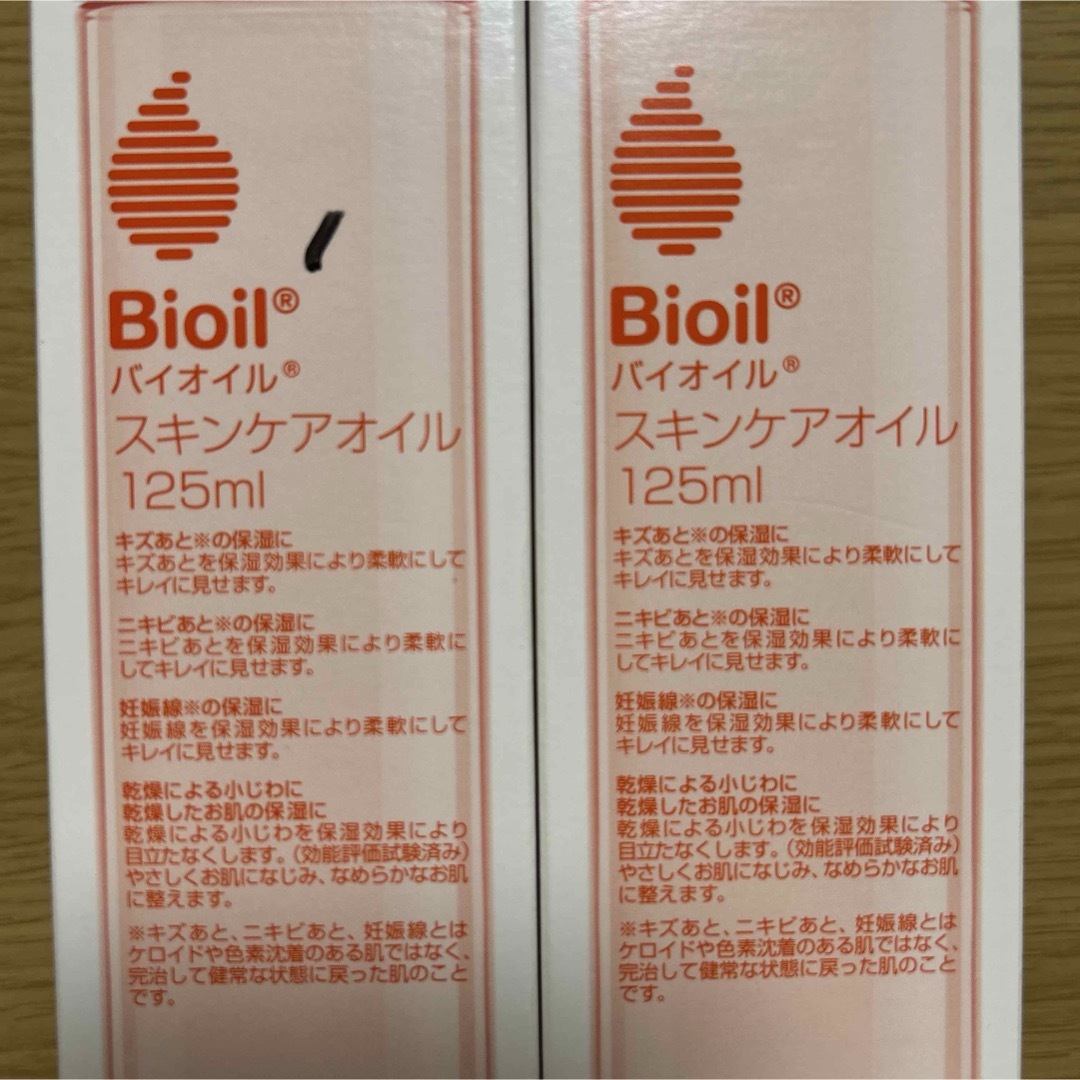 Bioil®
バイオイル®
スキンケアオイル
125ml
キズあと※の保湿に
キズあとを保湿効果により柔軟にして
キレイに見せます。
ニキビあと※の保湿に
ニキビあとを保湿効果により柔軟に
してキレイに見せます。
妊娠線※の保湿に
妊娠線を保湿効果により柔軟にして
キレイに見せます。
乾燥による小じわに
乾燥したお肌の保湿に
乾燥による小じわを保湿効果により
目立たなくします。(効能評価試験済み)
やさしくお肌になじみ、なめらかなお肌
に整えます。
※キズあと、ニキビあと、妊娠線とは
ケロイドや色素沈着のある肌ではなく、
完治して健常な状態に戻った肌のこと
です。
Bioil®
バイオイル®
スキンケアオイル
125ml
キズあと※の保湿に
キズあとを保湿効果により柔軟にして
キレイに見せます。
ニキビあと※の保湿に
ニキビあとを保湿効果により柔軟に
してキレイに見せます。
妊娠線※の保湿に
妊娠線を保湿効果により柔軟にして
キレイに見せます。
乾燥による小じわに
乾燥したお肌の保湿に
乾燥による小じわを保湿効果により
目立たなくします。(効能評価試験済み)
やさしくお肌になじみ、なめらかなお肌
に整えます。
※キズあと、ニキビあと、妊娠線とは
ケロイドや色素沈着のある肌ではなく、
完治して健常な状態に戻った肌のこと
です。